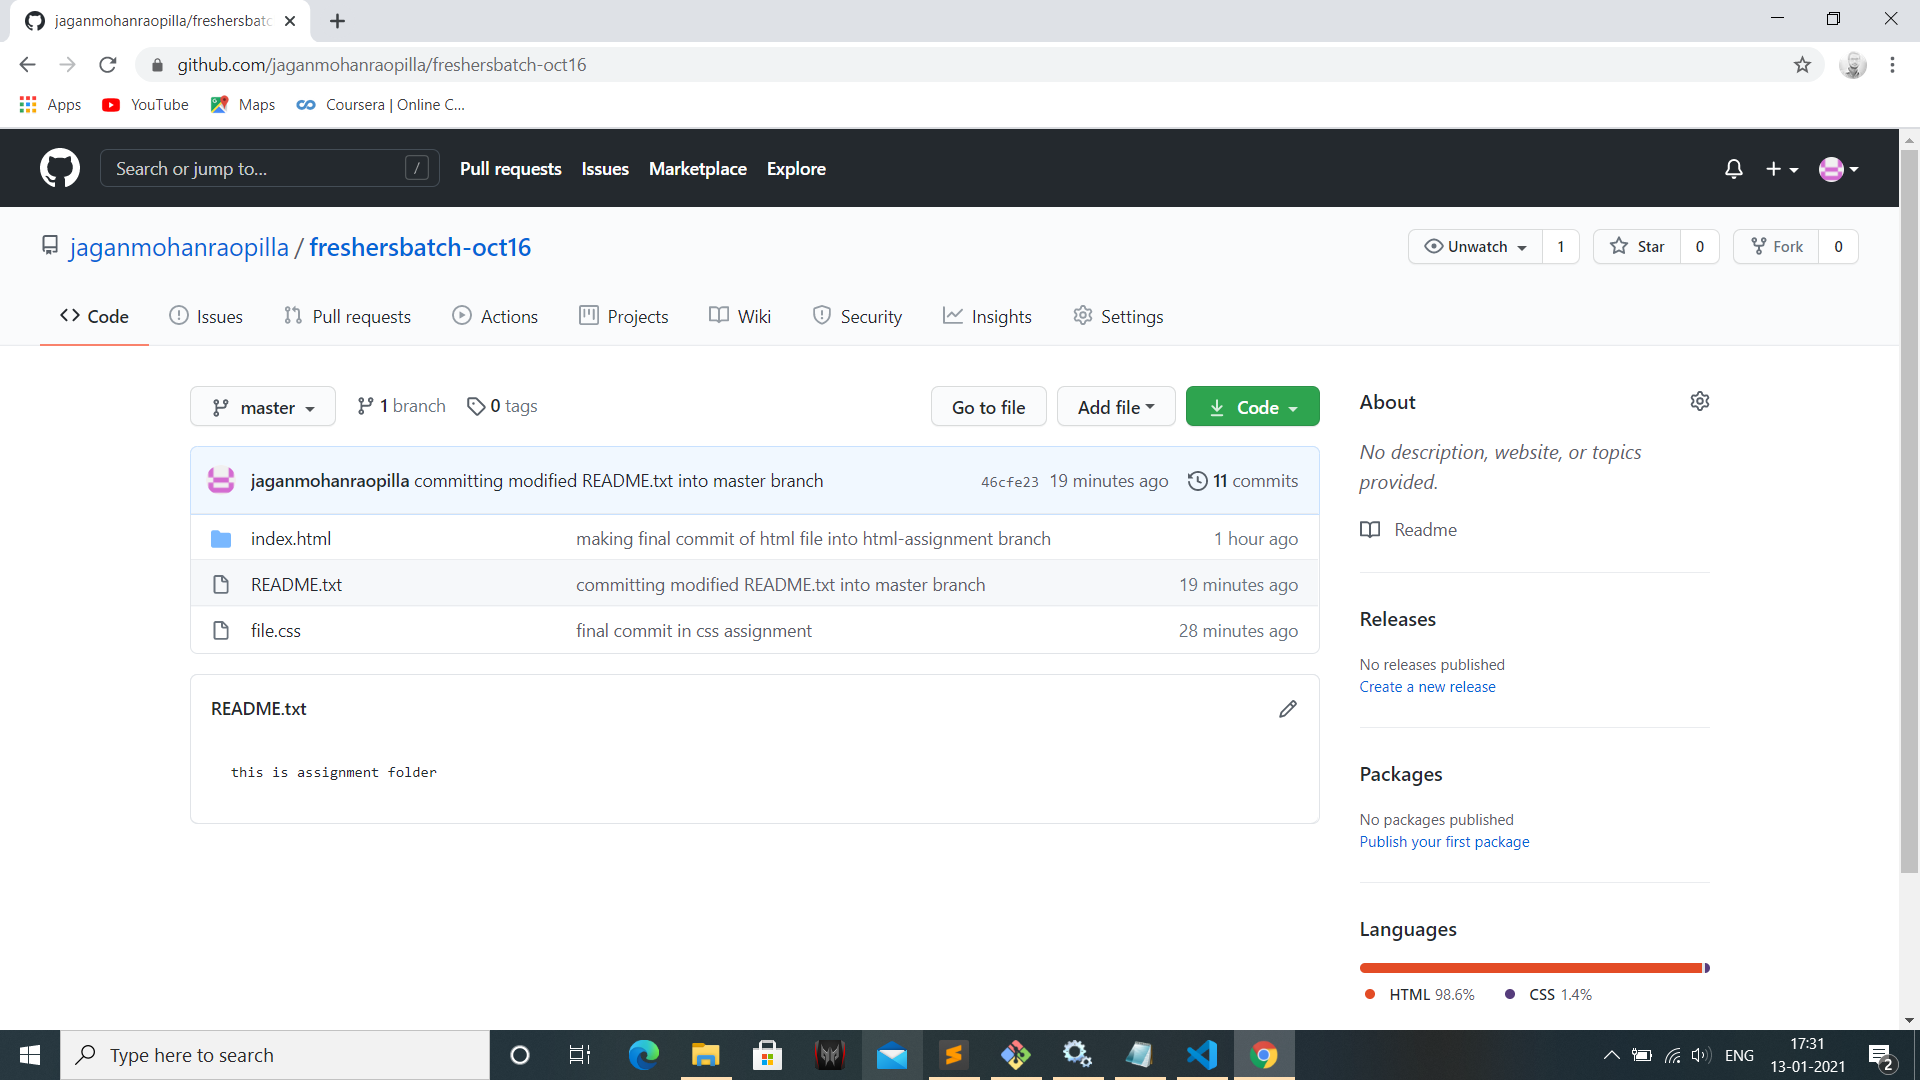 jaganmohanraopilla/freshersbatc
github.com/jaganmohanraopilla/freshersbatch-oct16
Apps YouTube Maps Coursera | Online C...
Search or jump to... / Pull requests Issues Marketplace Explore
jaganmohanraopilla / freshersbatch-oct16 Unwatch 1 Star 0 Fork 0
Code Issues Pull requests Actions Projects Wiki Security Insights Settings
master 1 branch 0 tags Go to file Add file Code
jaganmohanraopilla committing modified README.txt into master branch 46cfe23 19 minutes ago 11 commits
index.html making final commit of html file into html-assignment branch 1 hour ago
README.txt committing modified README.txt into master branch 19 minutes ago
file.css final commit in css assignment 28 minutes ago
README.txt
this is assignment folder
About
No description, website, or topics
provided.
Readme
Releases
No releases published
Create a new release
Packages
No packages published
Publish your first package
Languages
HTML 98.6% CSS 1.4%
Type here to search
ENG
17:31
13-01-2021
2